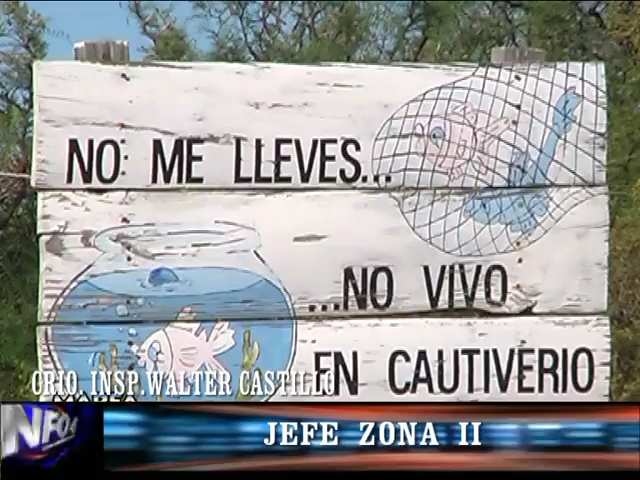 NO ME LLEVES...
...NO VIVO
EN CAUTIVERIO
CRIO. INSP.WALTER CASTILLO
JEFE ZONA II